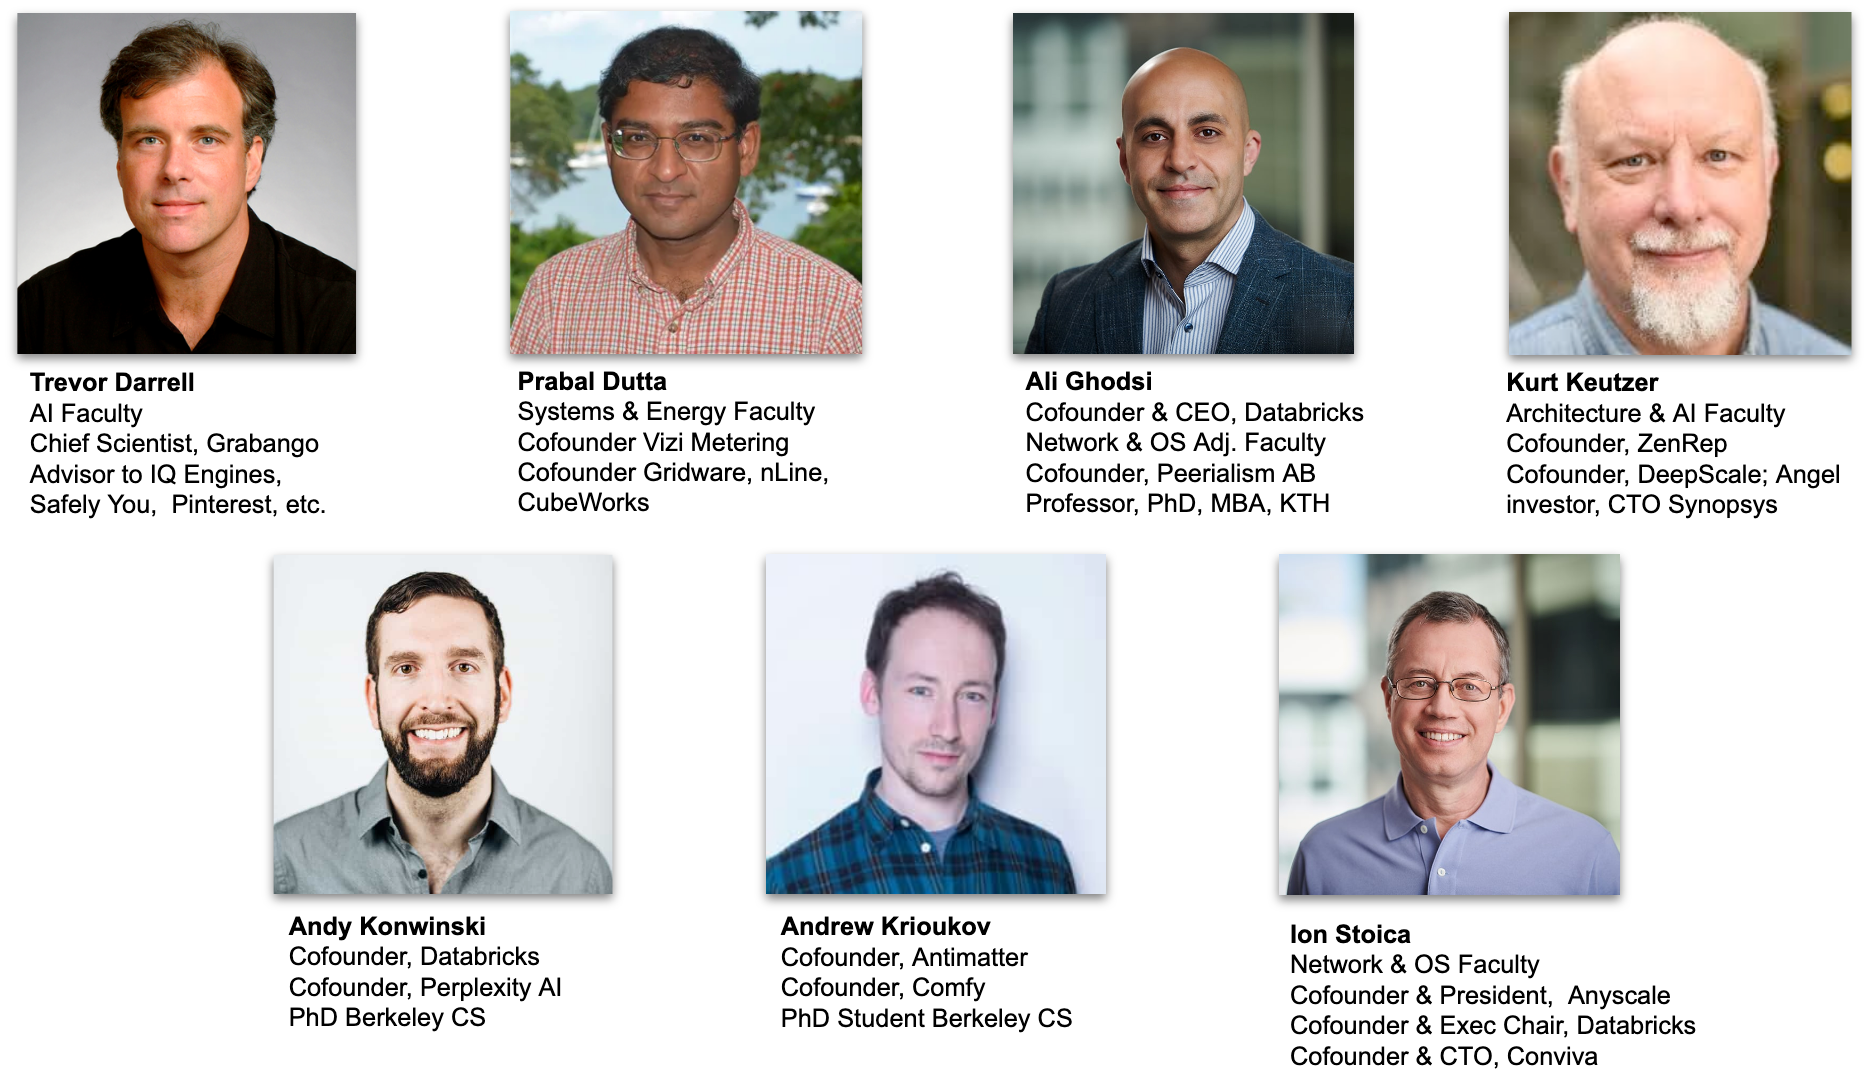 Trevor Darrell
AI Faculty
Chief Scientist, Grabango
Advisor to IQ Engines,
Safely You,  Pinterest, etc.
Prabal Dutta
Systems & Energy Faculty
Cofounder Vizi Metering
Cofounder Gridware, nLine,
CubeWorks
Ali Ghodsi
Cofounder & CEO, Databricks
Network & OS Adj. Faculty
Cofounder, Peerialism AB
Professor, PhD, MBA, KTH
Kurt Keutzer
Architecture & AI Faculty
Cofounder, ZenRep
Cofounder, DeepScale; Angel
investor, CTO Synopsys
Andy Konwinski
Cofounder, Databricks
Cofounder, Perplexity AI
PhD Berkeley CS
Andrew Krioukov
Cofounder, Antimatter
Cofounder, Comfy
PhD Student Berkeley CS
Ion Stoica
Network & OS Faculty
Cofounder & President,  Anyscale
Cofounder & Exec Chair, Databricks
Cofounder & CTO, Conviva